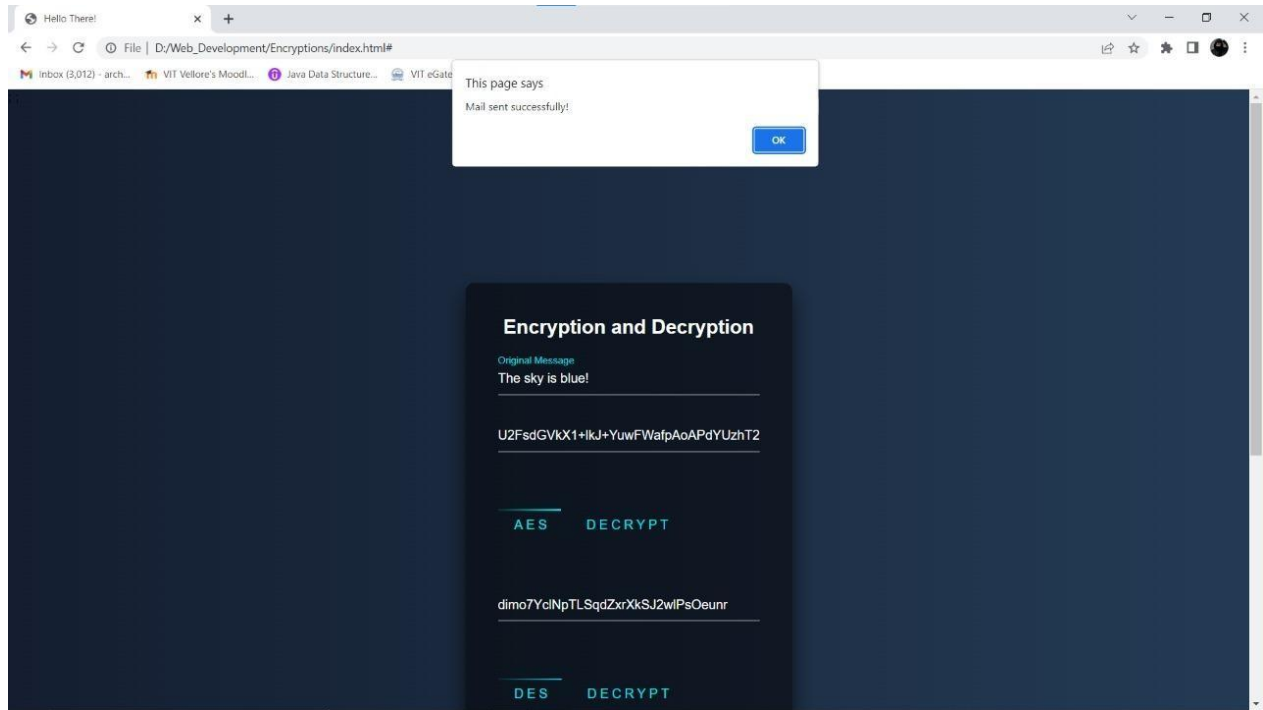 Hello There!
File | D:/Web_Development/Encryptions/index.html#
Inbox (3,012) - arch... VIT Vellore's Moodl... Java Data Structure... VIT eGate
This page says
Mail sent successfully!
OK
Encryption and Decryption
Original Message
The sky is blue!
U2FsdGVkX1+lkJ+YuwFWafpAoAPdYUzhT2
AES DECRYPT
dimo7YclNpTLSqdZxrXkSJ2wlPsOeunr
DES DECRYPT